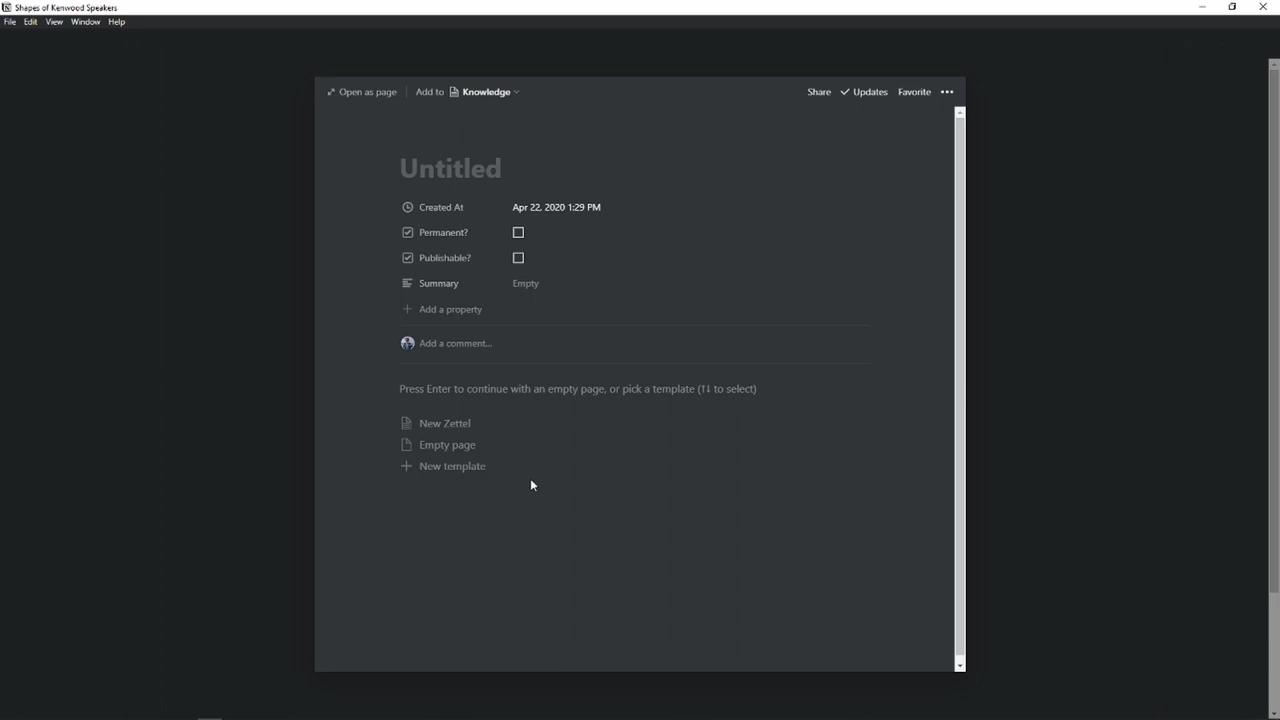 Shapes of Kenwood Speakers
File Edit View Window Help
Open as page Add to Knowledge Share Updates Favorite
Untitled
Created At Apr 22, 2020 1:29 PM
Permanent?
Publishable?
Summary Empty
Add a property
Add a comment...
Press Enter to continue with an empty page, or pick a template (↑↓ to select)
New Zettel
Empty page
New template